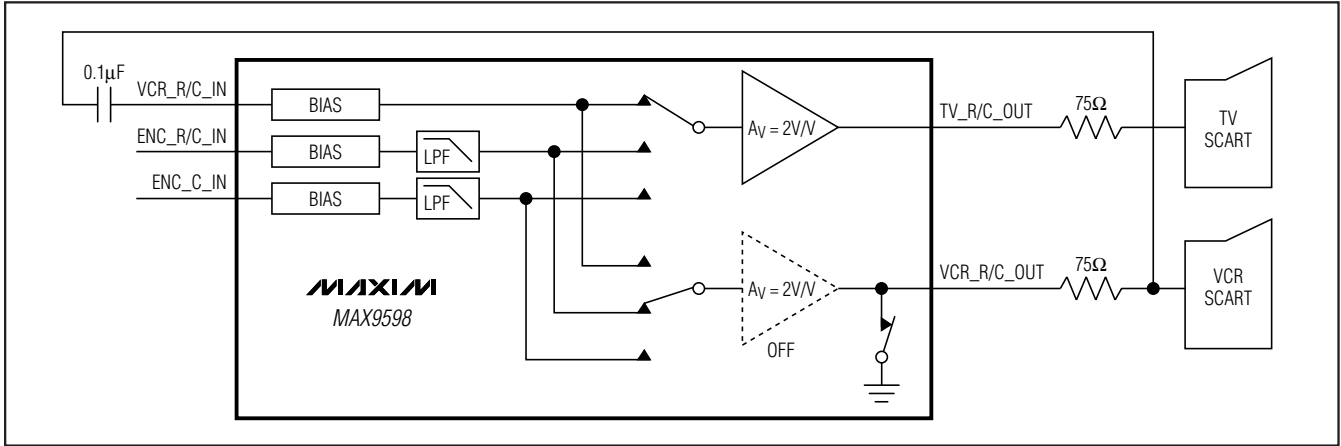 0.1µF
VCR_R/C_IN
BIAS
ENC_R/C_IN
BIAS
LPF
ENC_C_IN
BIAS
LPF
AV = 2V/V
TV_R/C_OUT
75Ω
TV
SCART
MAXIM
MAX9598
AV = 2V/V
OFF
VCR_R/C_OUT
75Ω
VCR
SCART